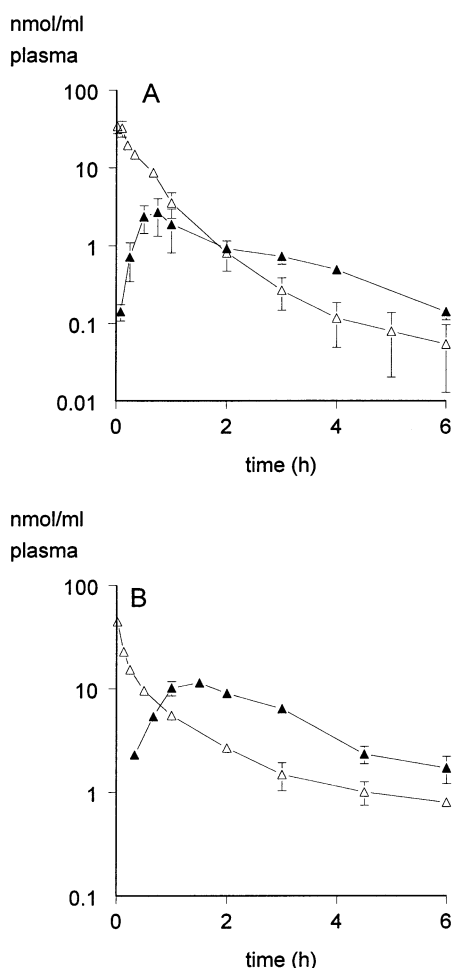 nmol/ml
plasma
A
100
10
1
0.1
0.01
0 2 4 6
time (h)
nmol/ml
plasma
B
100
10
1
0.1
0 2 4 6
time (h)